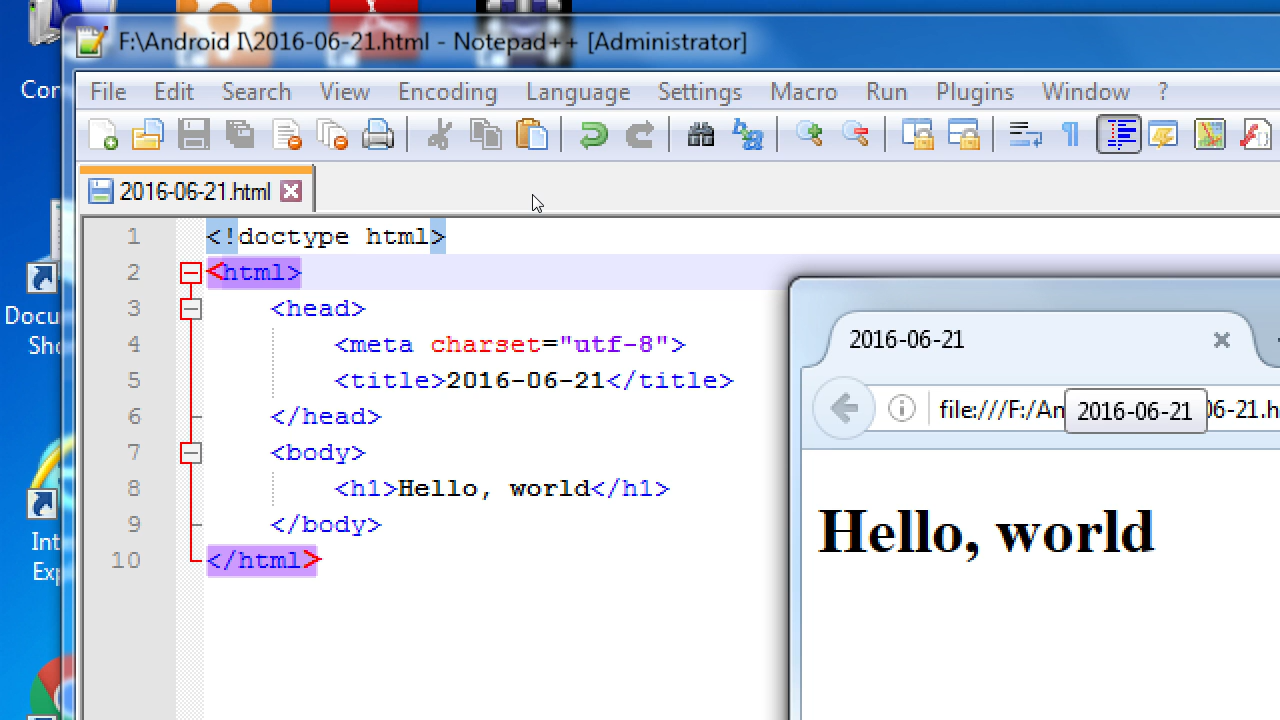 F:\Android I\2016-06-21.html - Notepad++ [Administrator]
File Edit Search View Encoding Language Settings Macro Run Plugins Window ?
2016-06-21.html
1 <!doctype html>
2 <html>
3 <head>
4 <meta charset="utf-8">
5 <title>2016-06-21</title>
6 </head>
7 <body>
8 <h1>Hello, world</h1>
9 </body>
10 </html>
2016-06-21
file:///F:/An
2016-06-21
06-21.h
Hello, world
Cor
Docu
Sho
Int
Exp